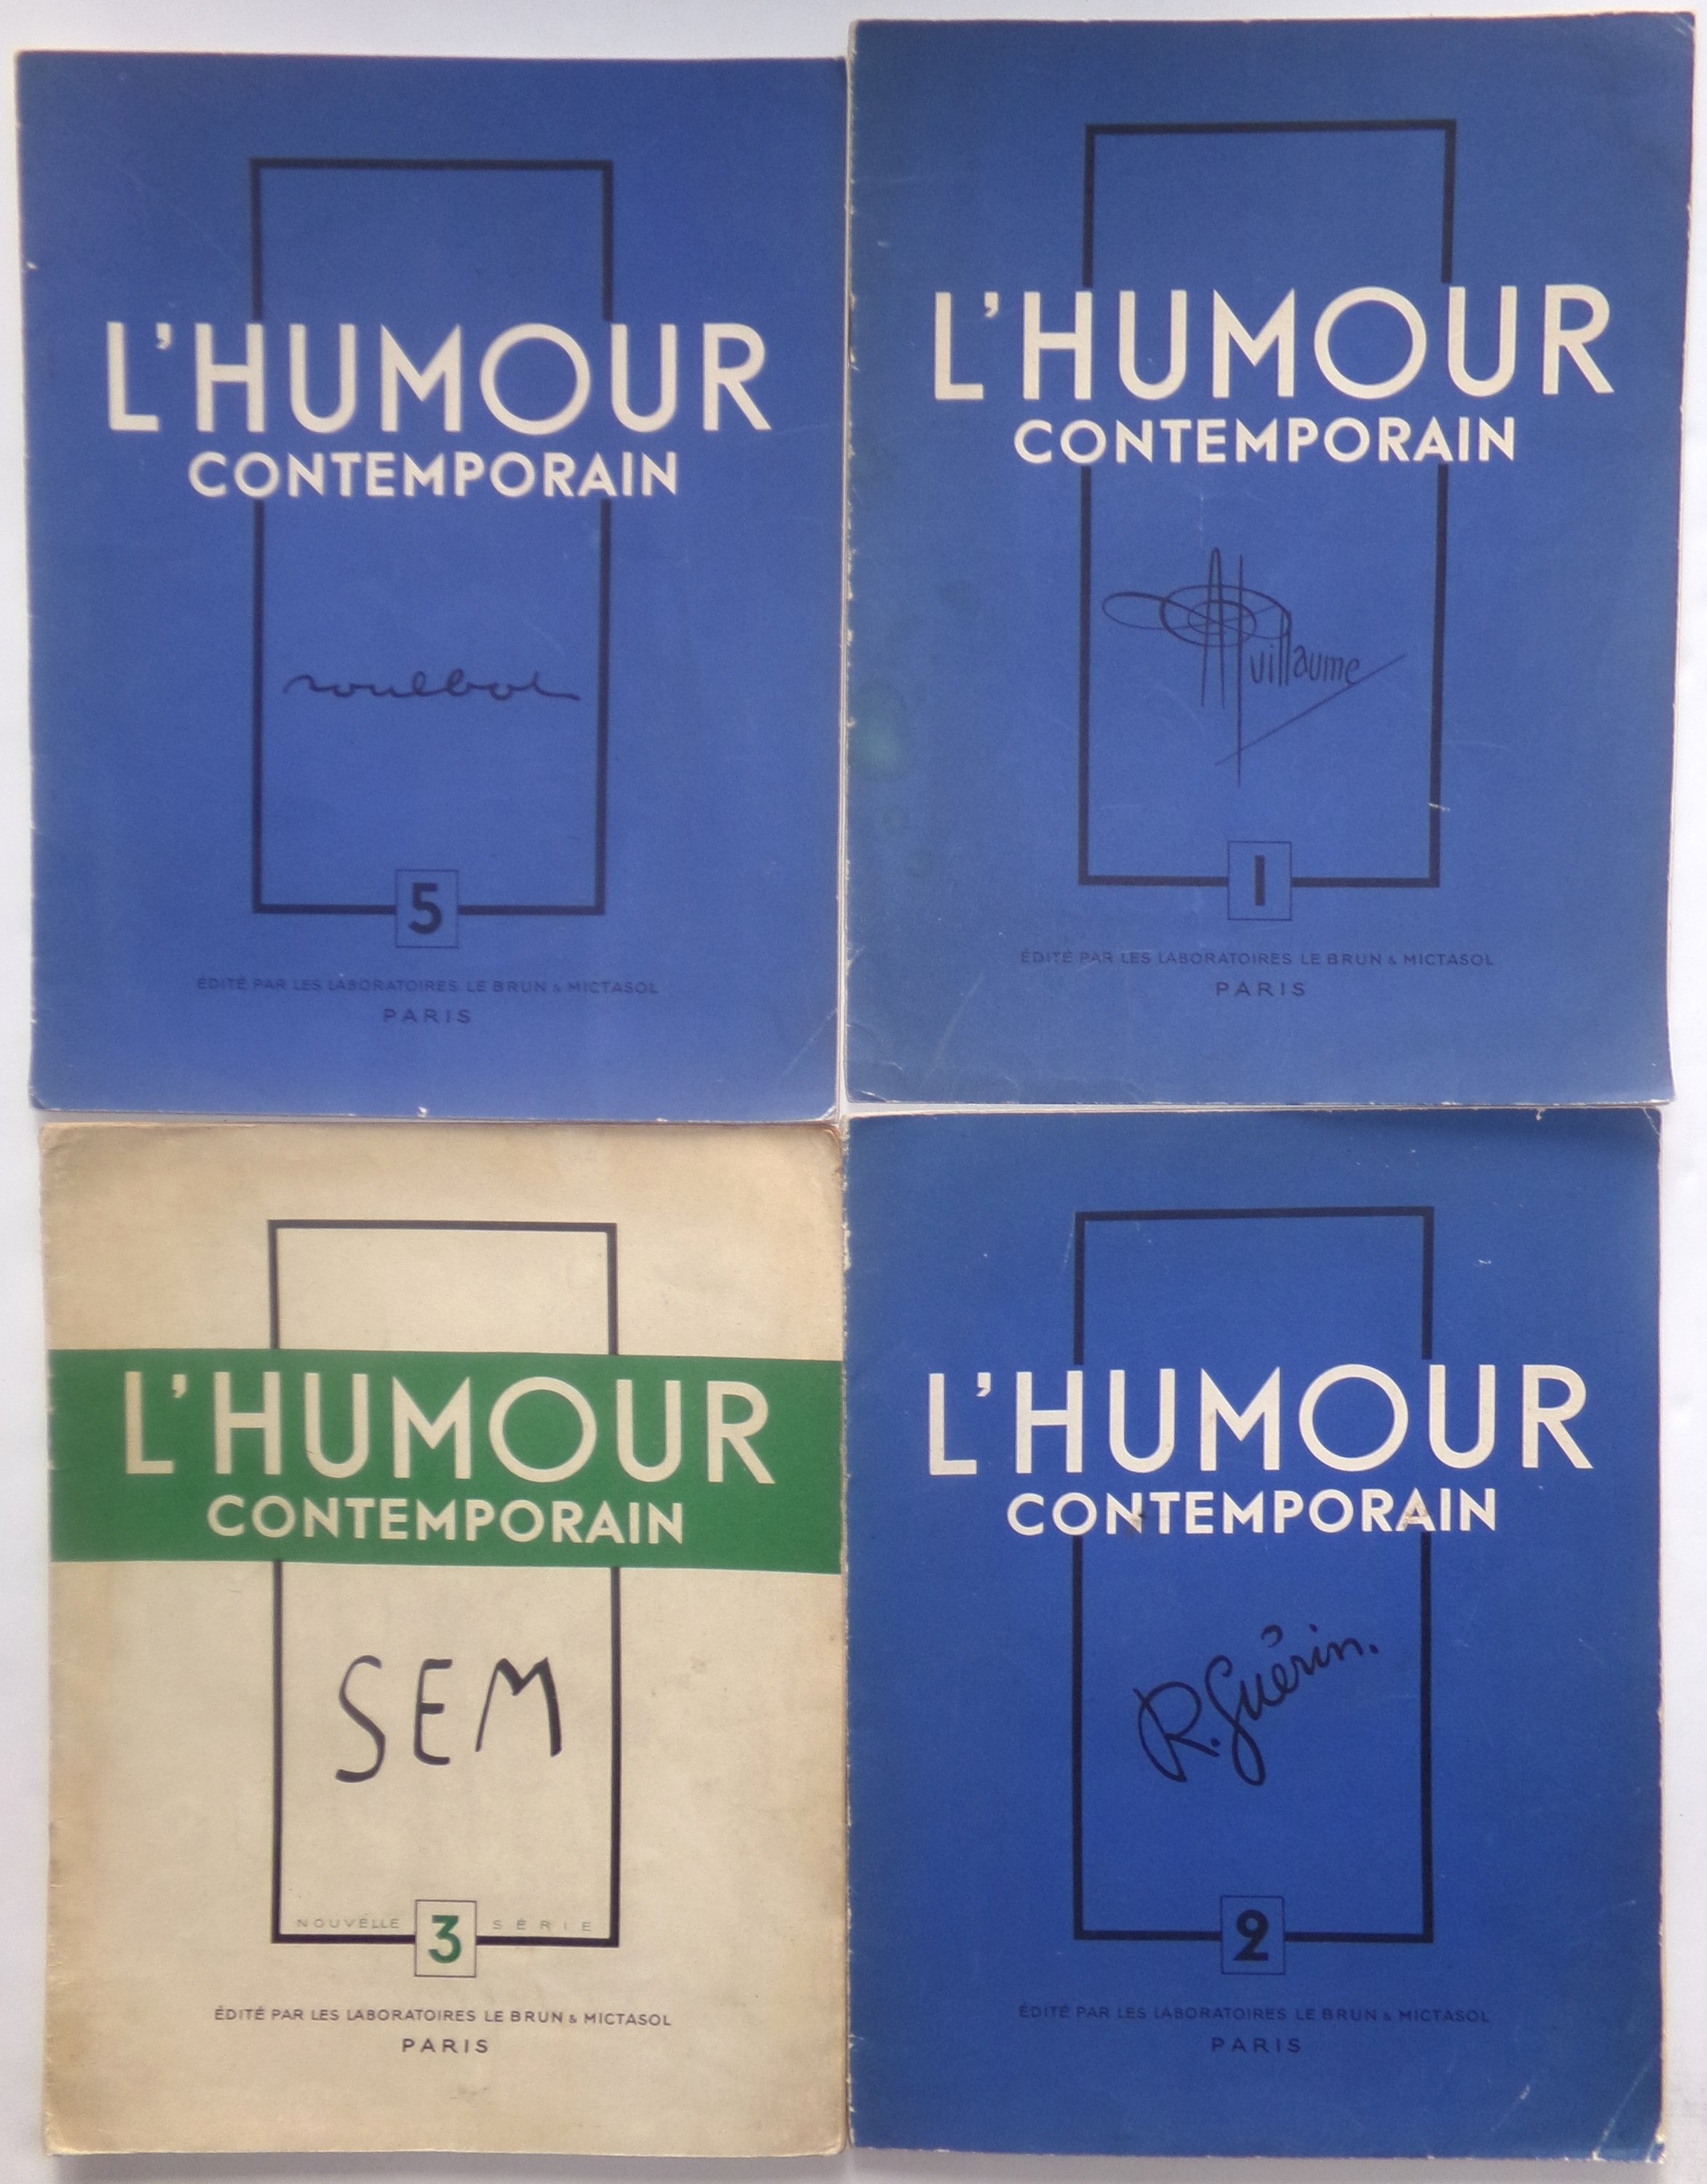 L'HUMOUR
CONTEMPORAIN
poulbot
5
ÉDITÉ PAR LES LABORATOIRES LE BRUN & MICTASOL
PARIS
L'HUMOUR
CONTEMPORAIN
A Guillaume
1
ÉDITÉ PAR LES LABORATOIRES LE BRUN & MICTASOL
PARIS
L'HUMOUR
CONTEMPORAIN
SEM
NOUVELLE 3 SÉRIE
ÉDITÉ PAR LES LABORATOIRES LE BRUN & MICTASOL
PARIS
L'HUMOUR
CONTEMPORAIN
R. Guérin.
2
ÉDITÉ PAR LES LABORATOIRES LE BRUN & MICTASOL
PARIS